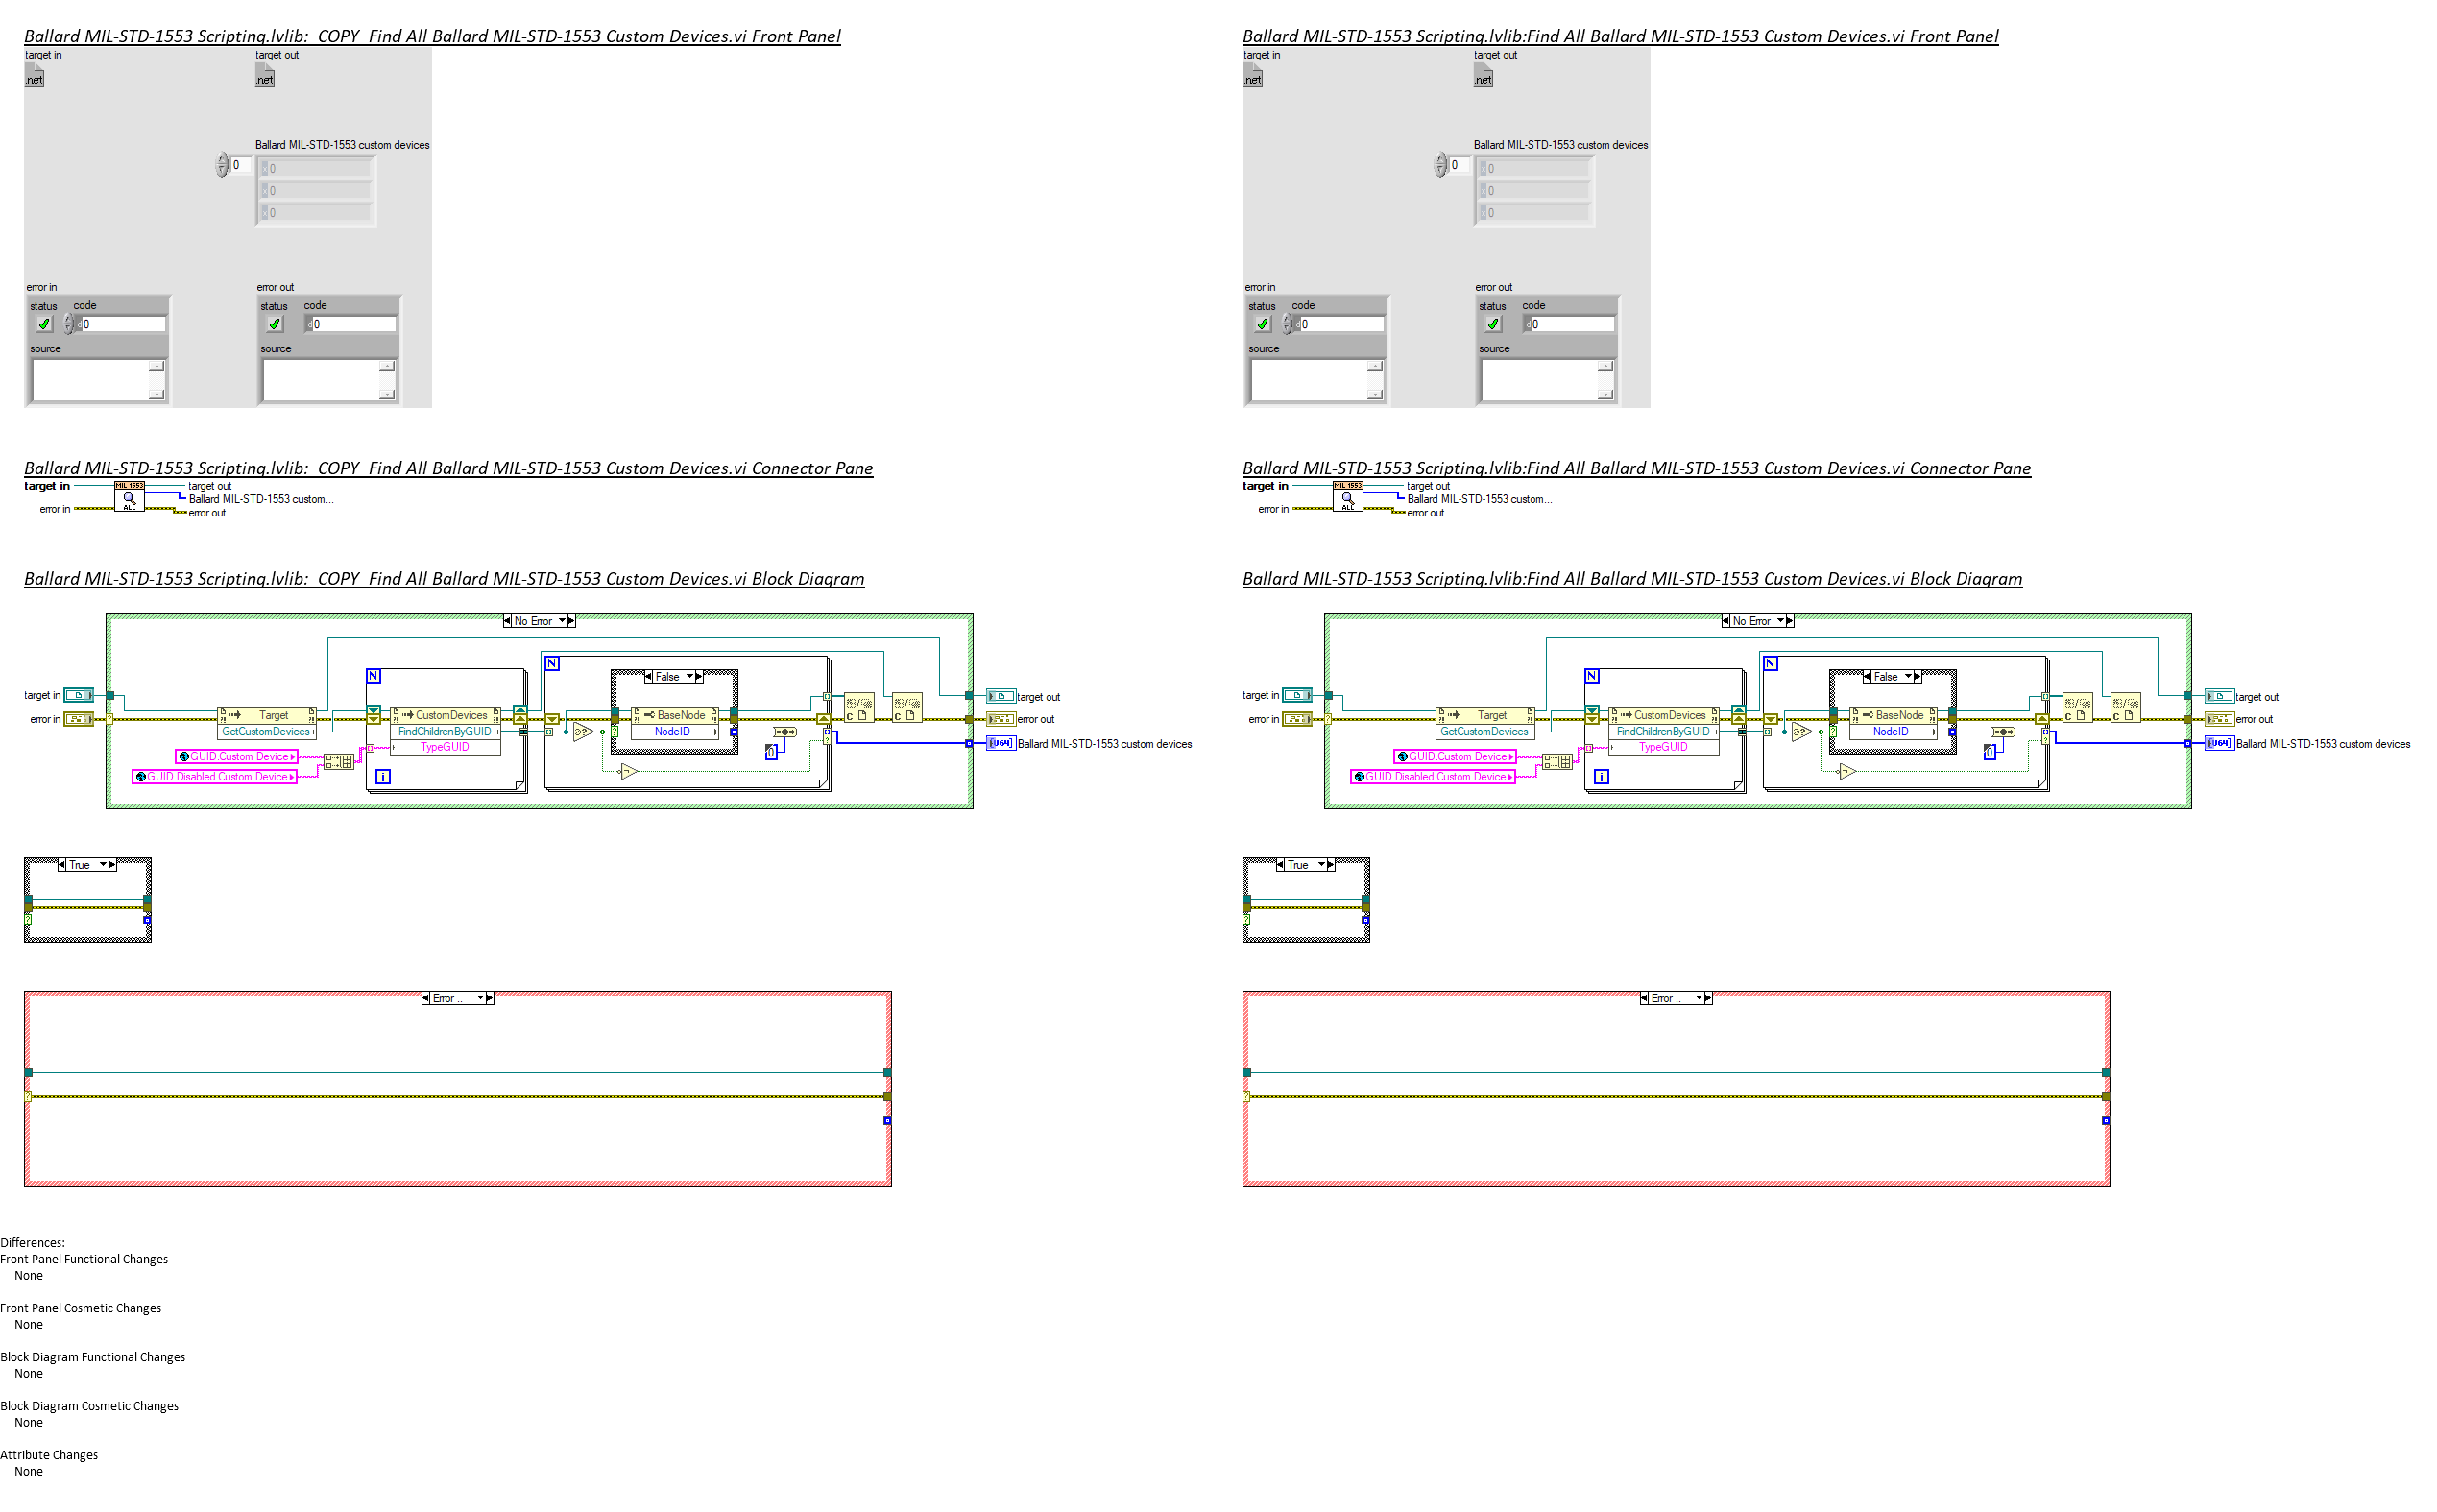 Ballard MIL-STD-1553 Scripting.lvlib:  COPY  Find All Ballard MIL-STD-1553 Custom Devices.vi Front Panel
target in
target out
.net
.net
Ballard MIL-STD-1553 custom devices
0
0
0
0
error in
error out
status
code
status
code
0
0
source
source
Ballard MIL-STD-1553 Scripting.lvlib:  COPY  Find All Ballard MIL-STD-1553 Custom Devices.vi Connector Pane
target in
MIL 1553
ALL
target out
Ballard MIL-STD-1553 custom...
error in
error out
Ballard MIL-STD-1553 Scripting.lvlib:  COPY  Find All Ballard MIL-STD-1553 Custom Devices.vi Block Diagram
No Error
N
N
False
target in
error in
Target
GetCustomDevices
CustomDevices
FindChildrenByGUID
TypeGUID
BaseNode
NodeID
0
GUID.Custom Device
GUID.Disabled Custom Device
i
target out
error out
U64
Ballard MIL-STD-1553 custom devices
True
Error ..
Ballard MIL-STD-1553 Scripting.lvlib:Find All Ballard MIL-STD-1553 Custom Devices.vi Front Panel
target in
target out
.net
.net
Ballard MIL-STD-1553 custom devices
0
0
0
0
error in
error out
status
code
status
code
0
0
source
source
Ballard MIL-STD-1553 Scripting.lvlib:Find All Ballard MIL-STD-1553 Custom Devices.vi Connector Pane
target in
MIL 1553
ALL
target out
Ballard MIL-STD-1553 custom...
error in
error out
Ballard MIL-STD-1553 Scripting.lvlib:Find All Ballard MIL-STD-1553 Custom Devices.vi Block Diagram
No Error
N
N
False
target in
error in
Target
GetCustomDevices
CustomDevices
FindChildrenByGUID
TypeGUID
BaseNode
NodeID
0
GUID.Custom Device
GUID.Disabled Custom Device
i
target out
error out
U64
Ballard MIL-STD-1553 custom devices
True
Error ..
Differences:
Front Panel Functional Changes
None
Front Panel Cosmetic Changes
None
Block Diagram Functional Changes
None
Block Diagram Cosmetic Changes
None
Attribute Changes
None